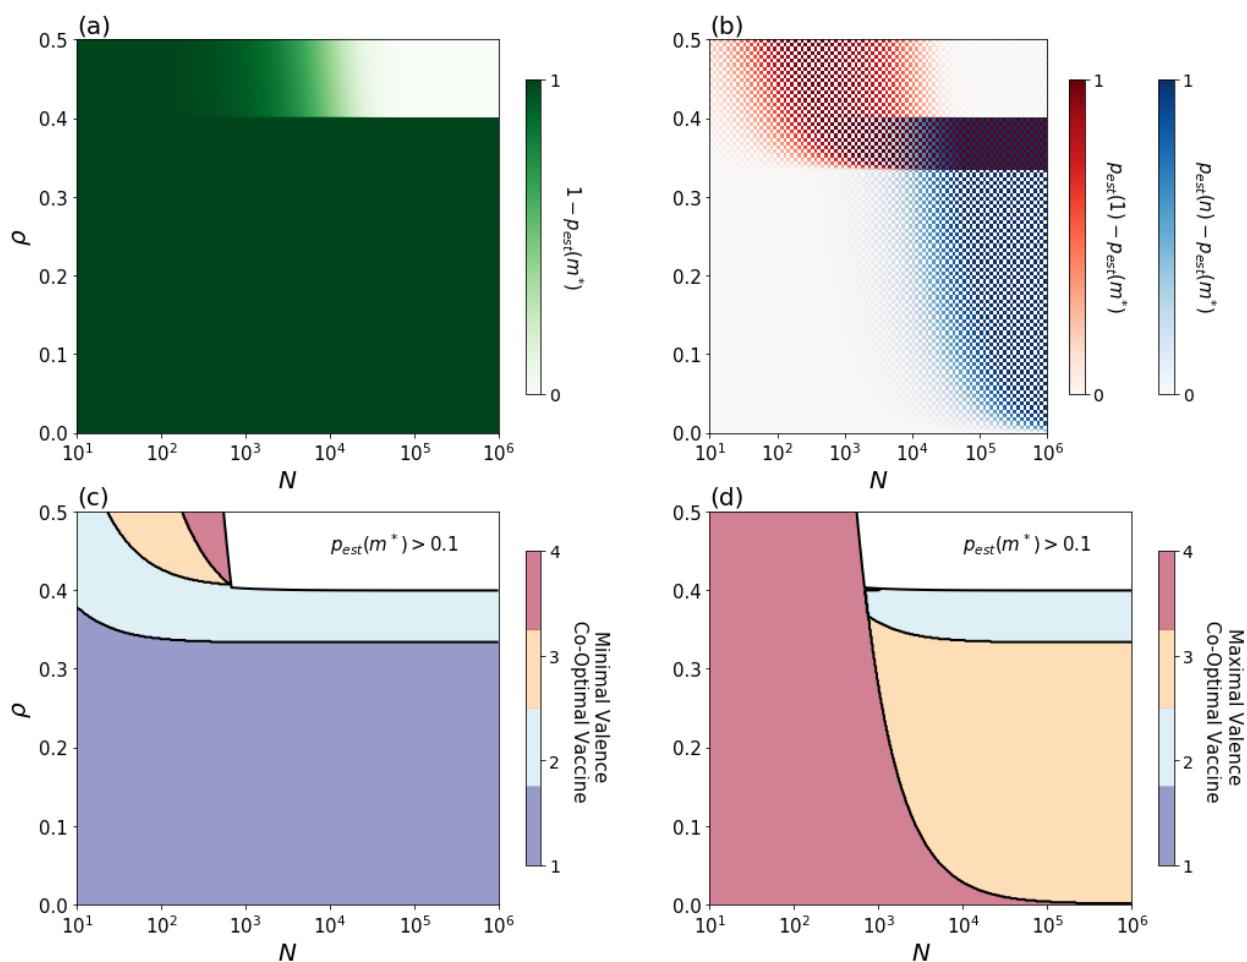 (a)
0.5
0.4
0.3
0.2
0.1
0.0
ρ
10¹ 10² 10³ 10⁴ 10⁵ 10⁶
N
1
0
1 − p_est(m*)
(b)
0.5
0.4
0.3
0.2
0.1
0.0
10¹ 10² 10³ 10⁴ 10⁵ 10⁶
N
1
0
p_est(1) − p_est(m*)
1
0
p_est(n) − p_est(m*)
(c)
0.5
0.4
0.3
0.2
0.1
0.0
ρ
p_est(m*) > 0.1
10¹ 10² 10³ 10⁴ 10⁵ 10⁶
N
4
3
2
1
Minimal Valence
Co-Optimal Vaccine
(d)
0.5
0.4
0.3
0.2
0.1
0.0
p_est(m*) > 0.1
10¹ 10² 10³ 10⁴ 10⁵ 10⁶
N
4
3
2
1
Maximal Valence
Co-Optimal Vaccine